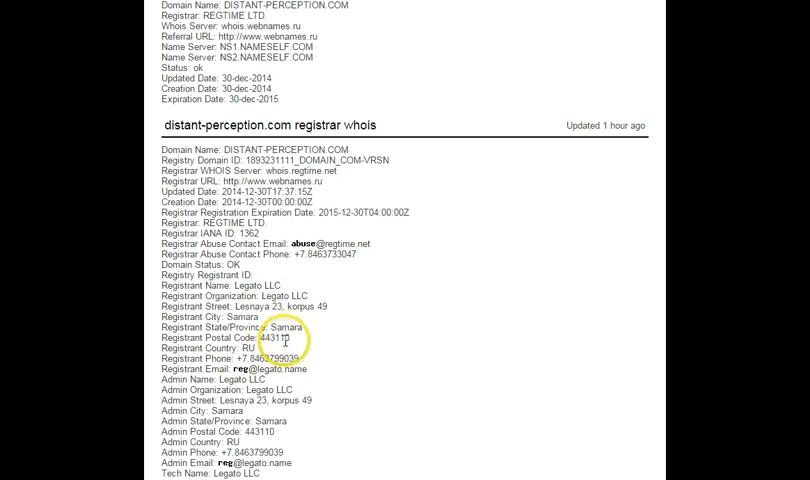 Domain Name: DISTANT-PERCEPTION.COM
Registrar: REGTIME LTD.
Whois Server: whois.webnames.ru
Referral URL: http://www.webnames.ru
Name Server: NS1.NAMESELF.COM
Name Server: NS2.NAMESELF.COM
Status: ok
Updated Date: 30-dec-2014
Creation Date: 30-dec-2014
Expiration Date: 30-dec-2015
distant-perception.com registrar whois Updated 1 hour ago
Domain Name: DISTANT-PERCEPTION.COM
Registry Domain ID: 1893231111_DOMAIN_COM-VRSN
Registrar WHOIS Server: whois.regtime.net
Registrar URL: http://www.webnames.ru
Updated Date: 2014-12-30T17:37:15Z
Creation Date: 2014-12-30T00:00:00Z
Registrar Registration Expiration Date: 2015-12-30T04:00:00Z
Registrar: REGTIME LTD.
Registrar IANA ID: 1362
Registrar Abuse Contact Email: abuse@regtime.net
Registrar Abuse Contact Phone: +7.8463733047
Domain Status: OK
Registry Registrant ID:
Registrant Name: Legato LLC
Registrant Organization: Legato LLC
Registrant Street: Lesnaya 23, korpus 49
Registrant City: Samara
Registrant State/Province: Samara
Registrant Postal Code: 443110
Registrant Country: RU
Registrant Phone: +7.8463799039
Registrant Email: reg@legato.name
Admin Name: Legato LLC
Admin Organization: Legato LLC
Admin Street: Lesnaya 23, korpus 49
Admin City: Samara
Admin State/Province: Samara
Admin Postal Code: 443110
Admin Country: RU
Admin Phone: +7.8463799039
Admin Email: reg@legato.name
Tech Name: Legato LLC